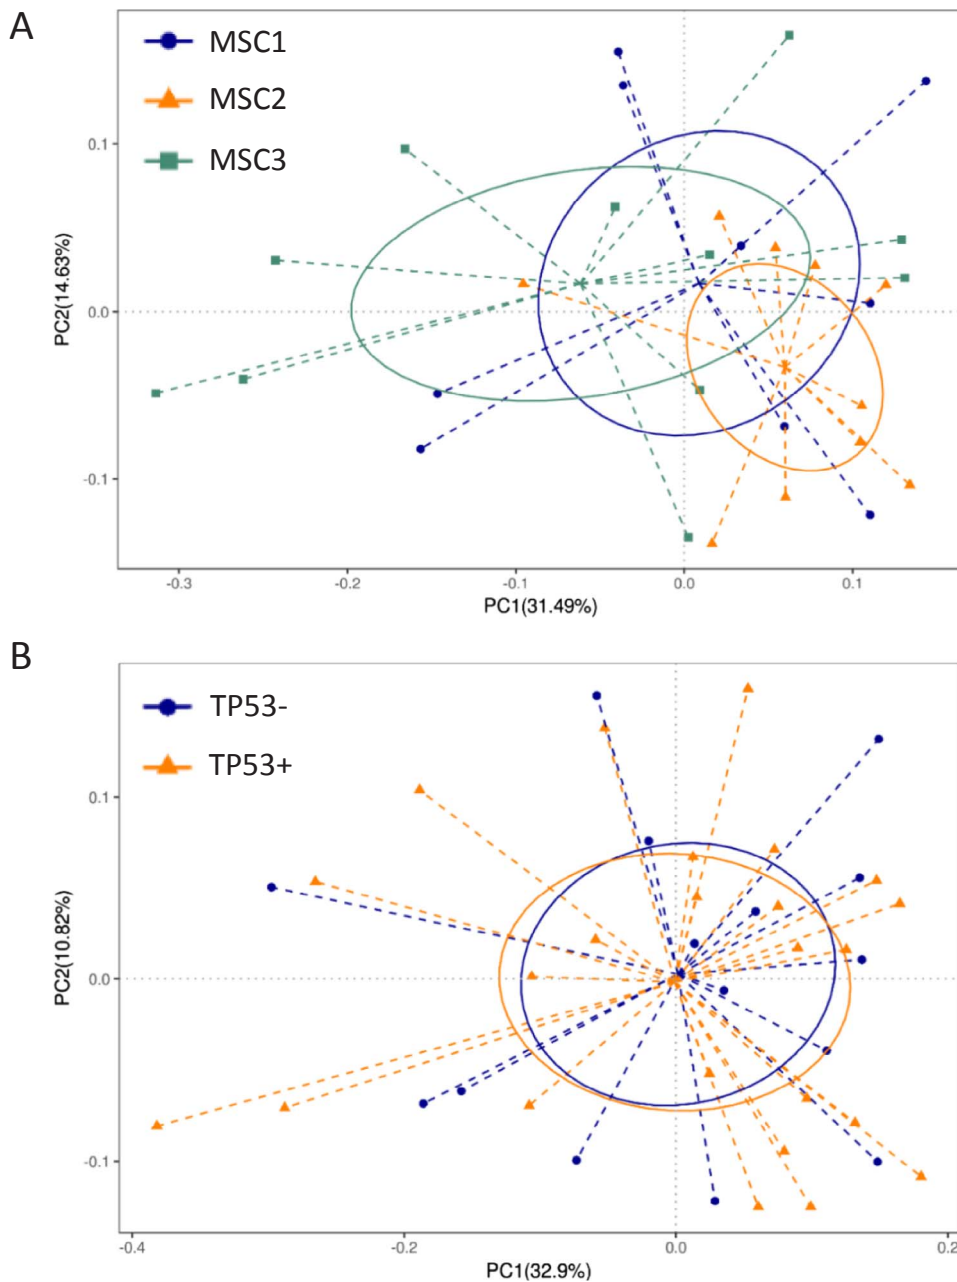 A
MSC1
MSC2
MSC3
PC2(14.63%)
0.1
0.0
-0.1
-0.3
-0.2
-0.1
0.0
0.1
PC1(31.49%)
B
TP53-
TP53+
PC2(10.82%)
0.1
0.0
-0.1
-0.4
-0.2
0.0
0.2
PC1(32.9%)